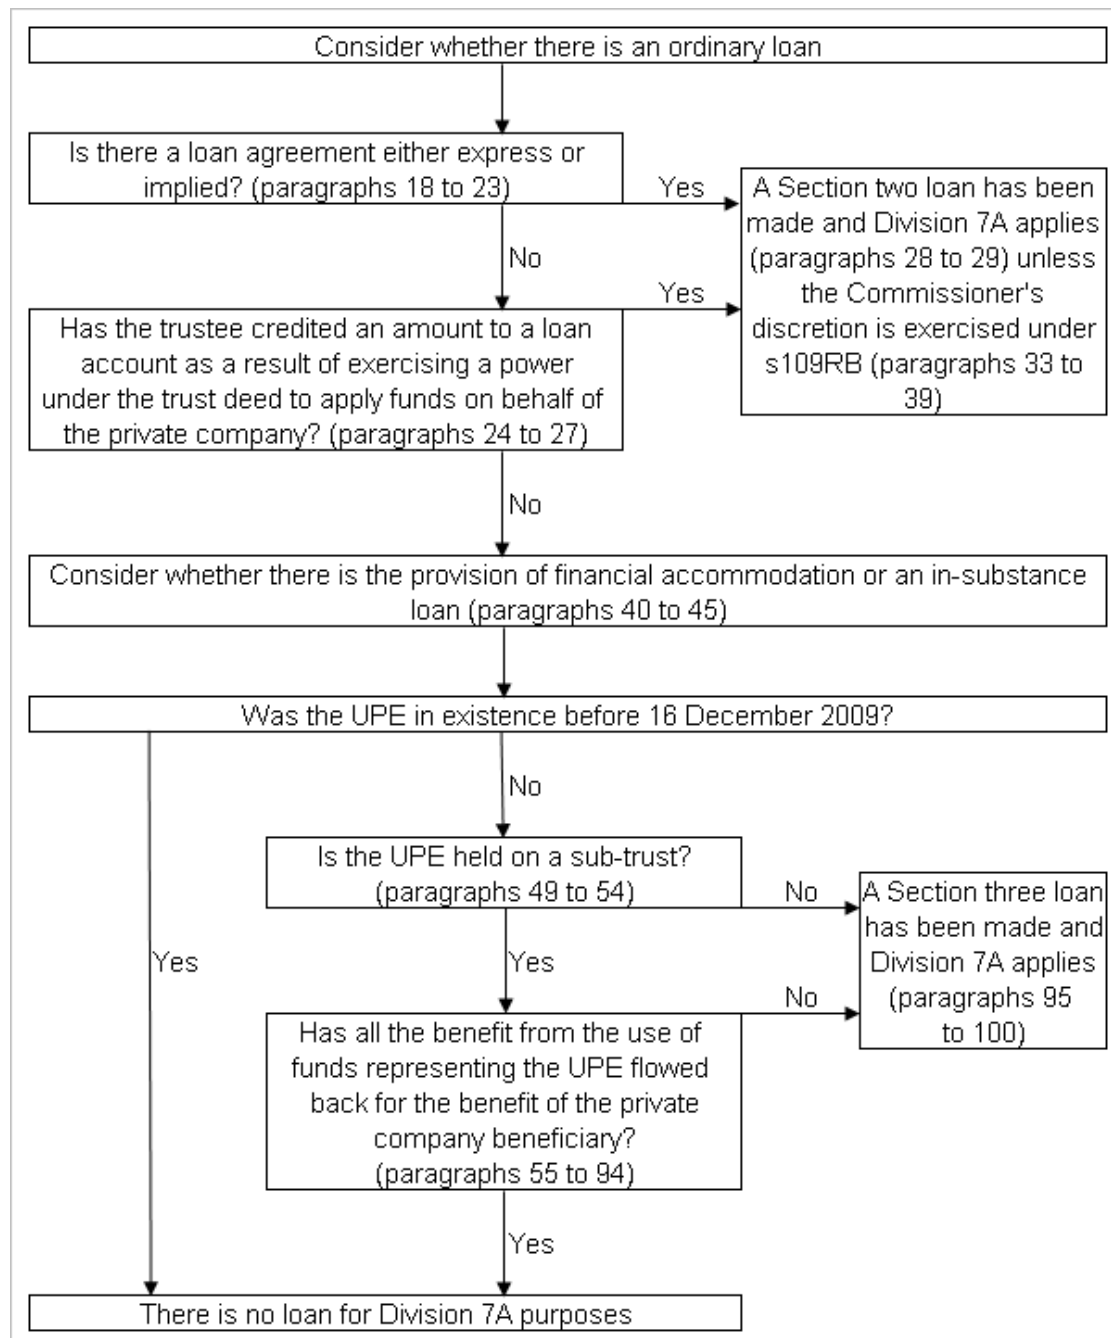 Consider whether there is an ordinary loan
Is there a loan agreement either express or
implied? (paragraphs 18 to 23)
Yes
A Section two loan has been
made and Division 7A applies
(paragraphs 28 to 29) unless
the Commissioner's
discretion is exercised under
s109RB (paragraphs 33 to
39)
No
Yes
Has the trustee credited an amount to a loan
account as a result of exercising a power
under the trust deed to apply funds on behalf of
the private company? (paragraphs 24 to 27)
No
Consider whether there is the provision of financial accommodation or an in-substance
loan (paragraphs 40 to 45)
Was the UPE in existence before 16 December 2009?
No
Is the UPE held on a sub-trust?
(paragraphs 49 to 54)
No
A Section three loan
has been made and
Division 7A applies
(paragraphs 95
to 100)
Yes
Yes
No
Has all the benefit from the use of
funds representing the UPE flowed
back for the benefit of the private
company beneficiary?
(paragraphs 55 to 94)
Yes
There is no loan for Division 7A purposes